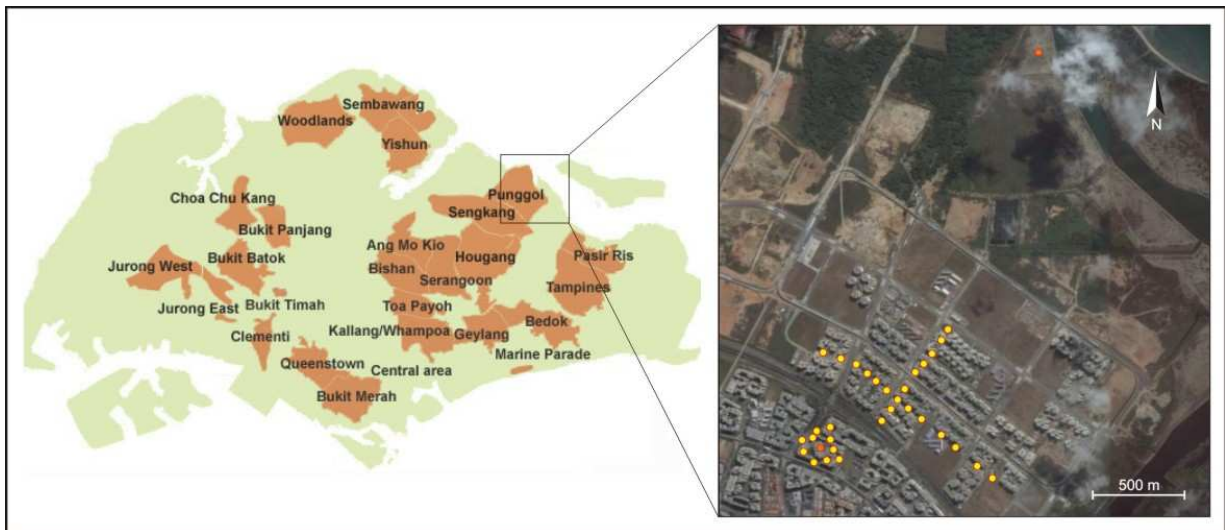 Sembawang
Woodlands
Yishun
Choa Chu Kang
Punggol
Sengkang
Bukit Panjang
Ang Mo Kio
Hougang
Pasir Ris
Jurong West
Bukit Batok
Bishan
Serangoon
Tampines
Jurong East
Bukit Timah
Toa Payoh
Clementi
Kallang/Whampoa
Geylang
Bedok
Marine Parade
Queenstown
Central area
Bukit Merah
N
500 m